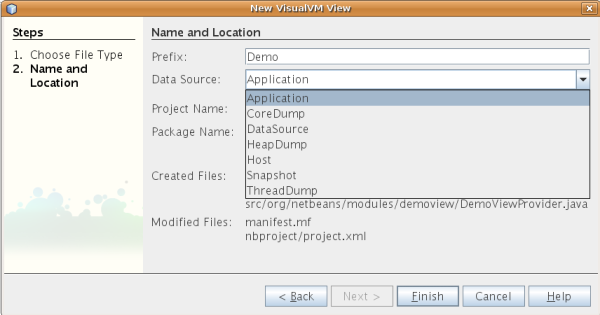 New VisualVM View
Steps
1. Choose File Type
2. Name and
Location
Name and Location
Prefix: Demo
Data Source: Application
Application
CoreDump
DataSource
HeapDump
Host
Snapshot
ThreadDump
Project Name:
Package Name:
Created Files:
src/org/netbeans/modules/demoview/DemoViewProvider.java
Modified Files: manifest.mf
nbproject/project.xml
< Back
Next >
Finish
Cancel
Help